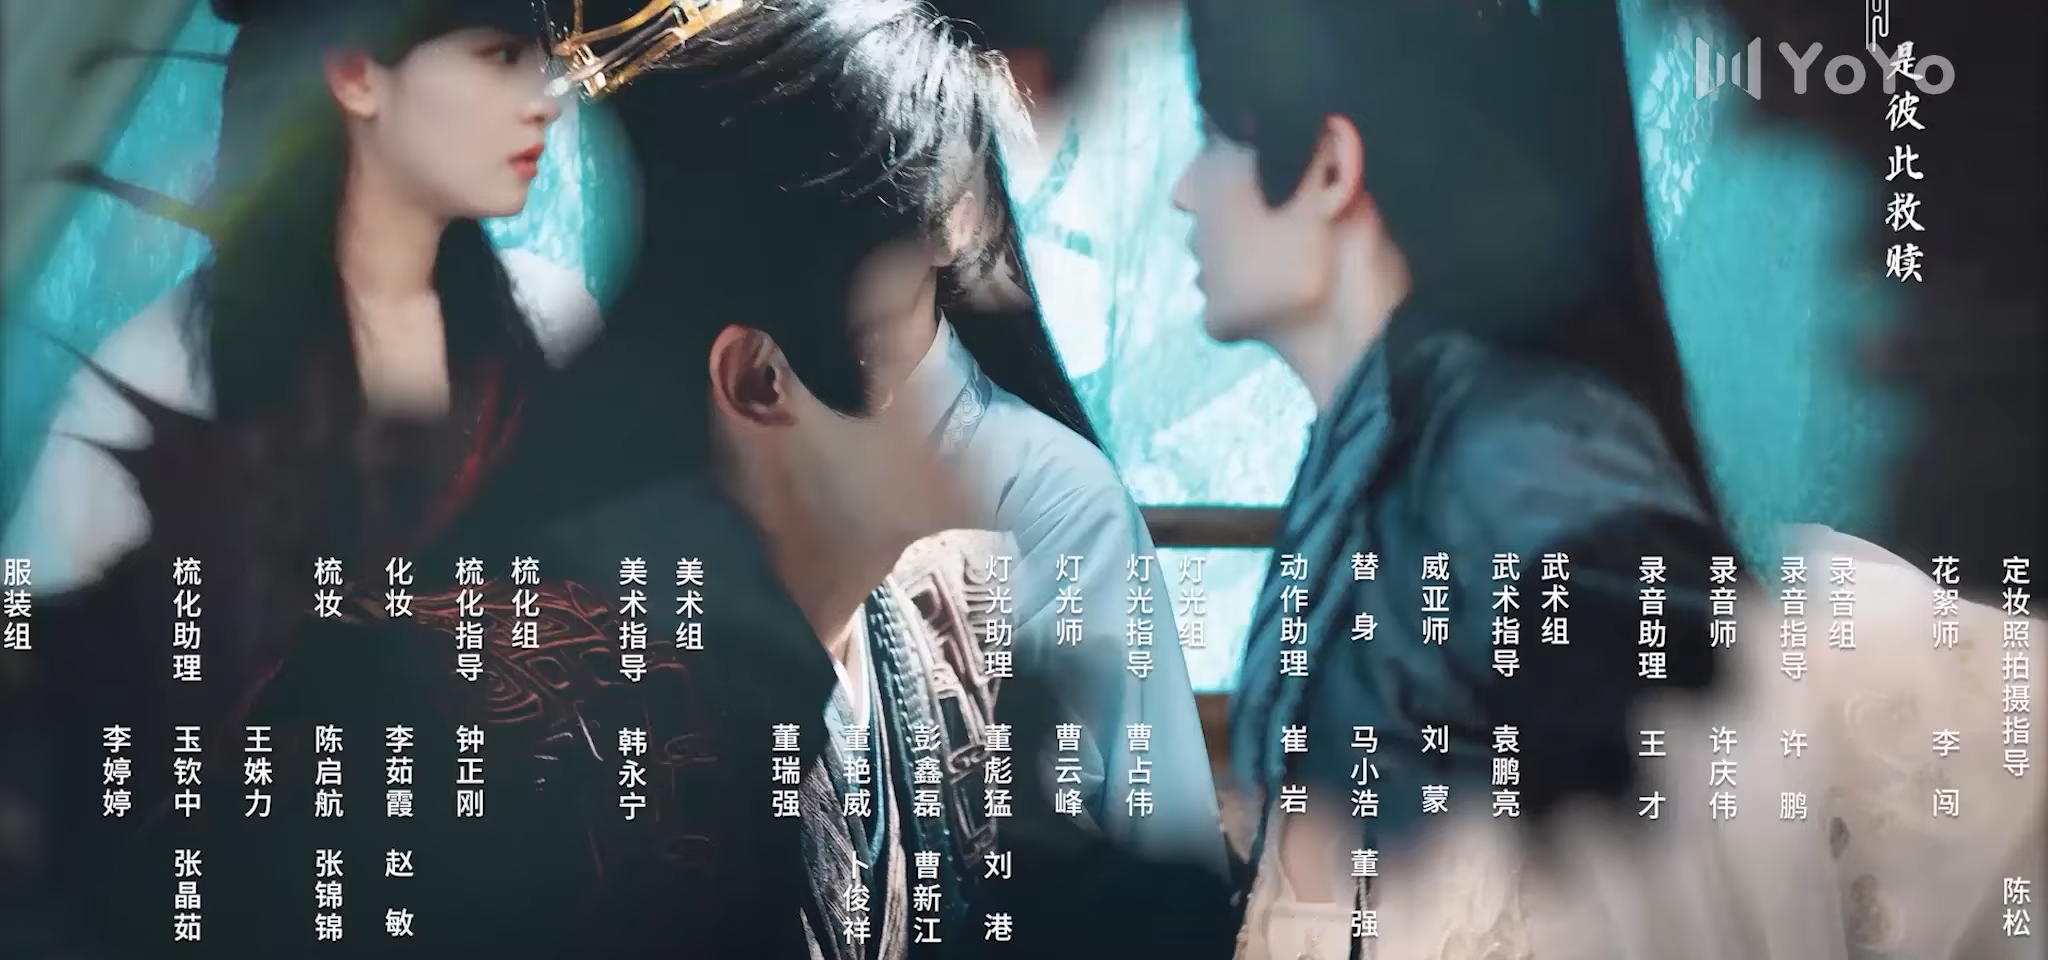 YoYo
是彼此救赎
定妆照拍摄指导 陈松
花絮师 李闯
录音组
录音指导 许鹏
录音师 许庆伟
录音助理 王才
武术组
武术指导 袁鹏亮
威亚师 刘蒙
替身 马小浩 董强
动作助理 崔岩
灯光组
灯光指导 曹占伟
灯光师 曹云峰
灯光助理 董彪猛 刘港
彭鑫磊 曹新江
董艳威 卜俊祥
董瑞强
美术组
美术指导 韩永宁
梳化组
梳化指导 钟正刚
化妆 李茹霞 赵敏
梳妆 陈启航 张锦锦
王姝力
梳化助理 玉钦中 张晶茹
李婷婷
服装组